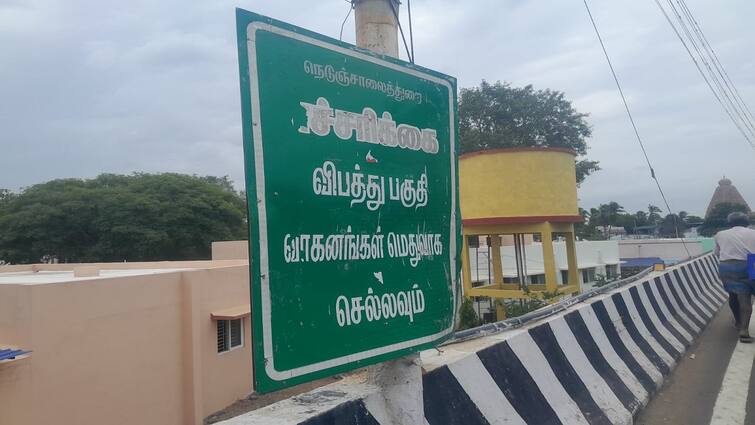 நெடுஞ்சாலைத்துறை
எச்சரிக்கை
விபத்து பகுதி
வாகனங்கள் மெதுவாக
செல்லவும்